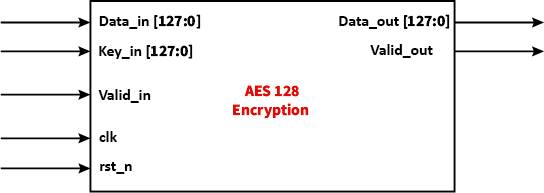 Data_in [127:0]
Data_out [127:0]
Key_in [127:0]
Valid_out
Valid_in
AES 128
Encryption
clk
rst_n